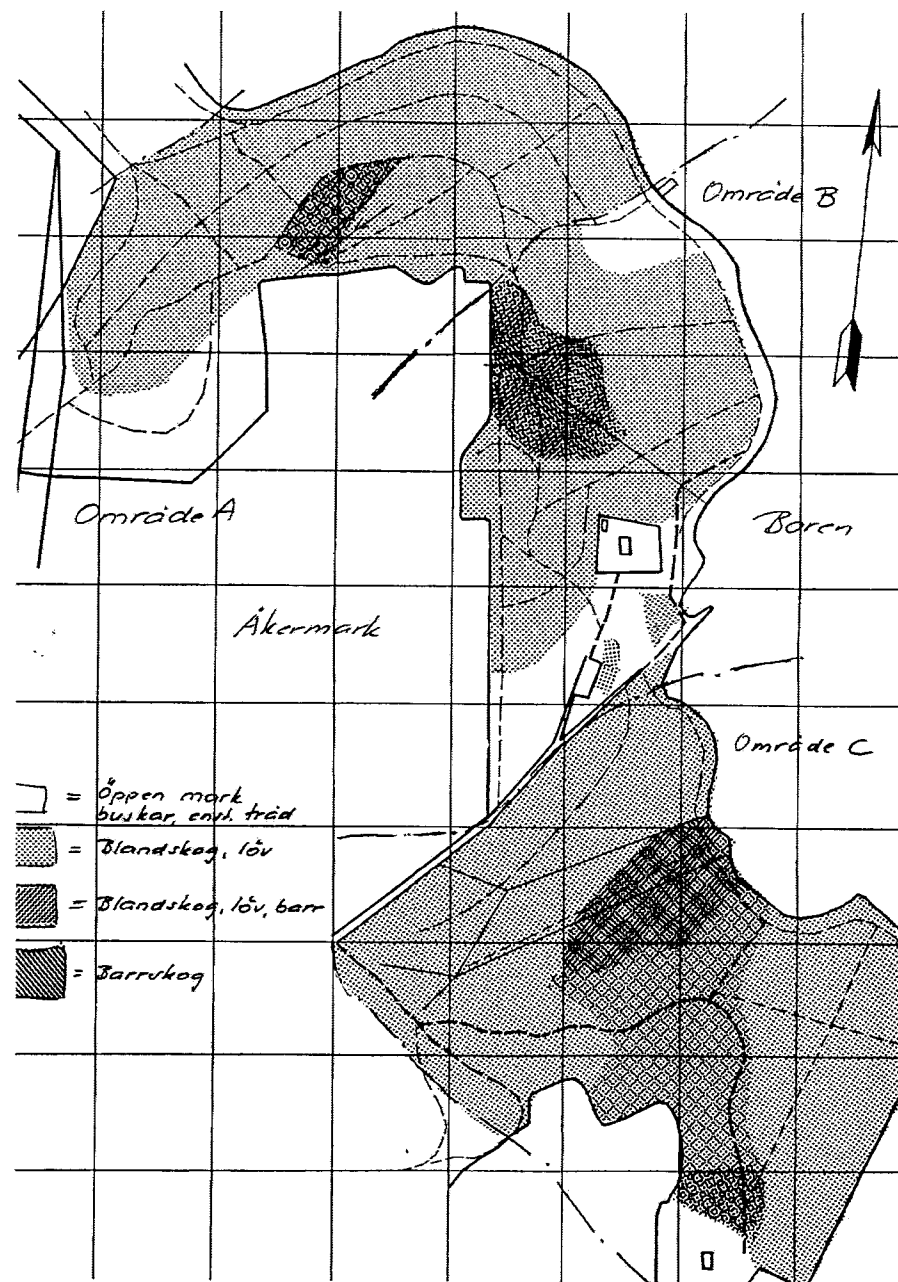 Område B
Område A
Boren
Åkermark
Område C
= Öppen mark
buskar, enst. träd
= Blandskog, löv
= Blandskog, löv, barr
= Barrskog